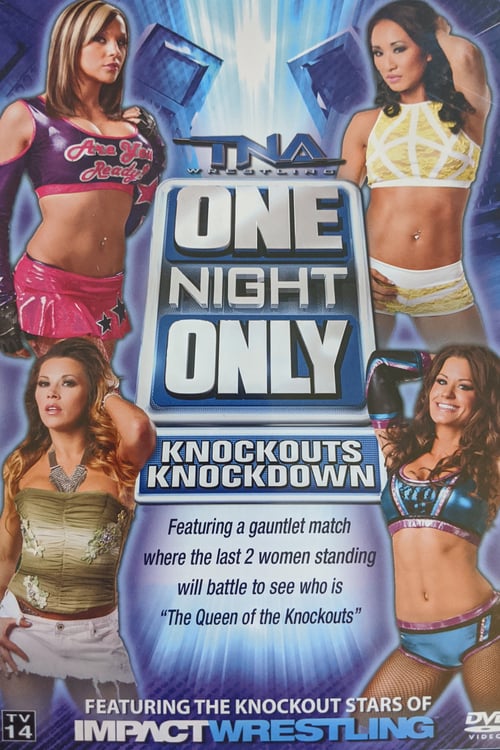 Are You
Ready?
TNA
WRESTLING
ONE
NIGHT
ONLY
KNOCKOUTS
KNOCKDOWN
Featuring a gauntlet match
where the last 2 women standing
will battle to see who is
“The Queen of the Knockouts”
FEATURING THE KNOCKOUT STARS OF
IMPACTWRESTLING
TV
14
DVD
VIDEO